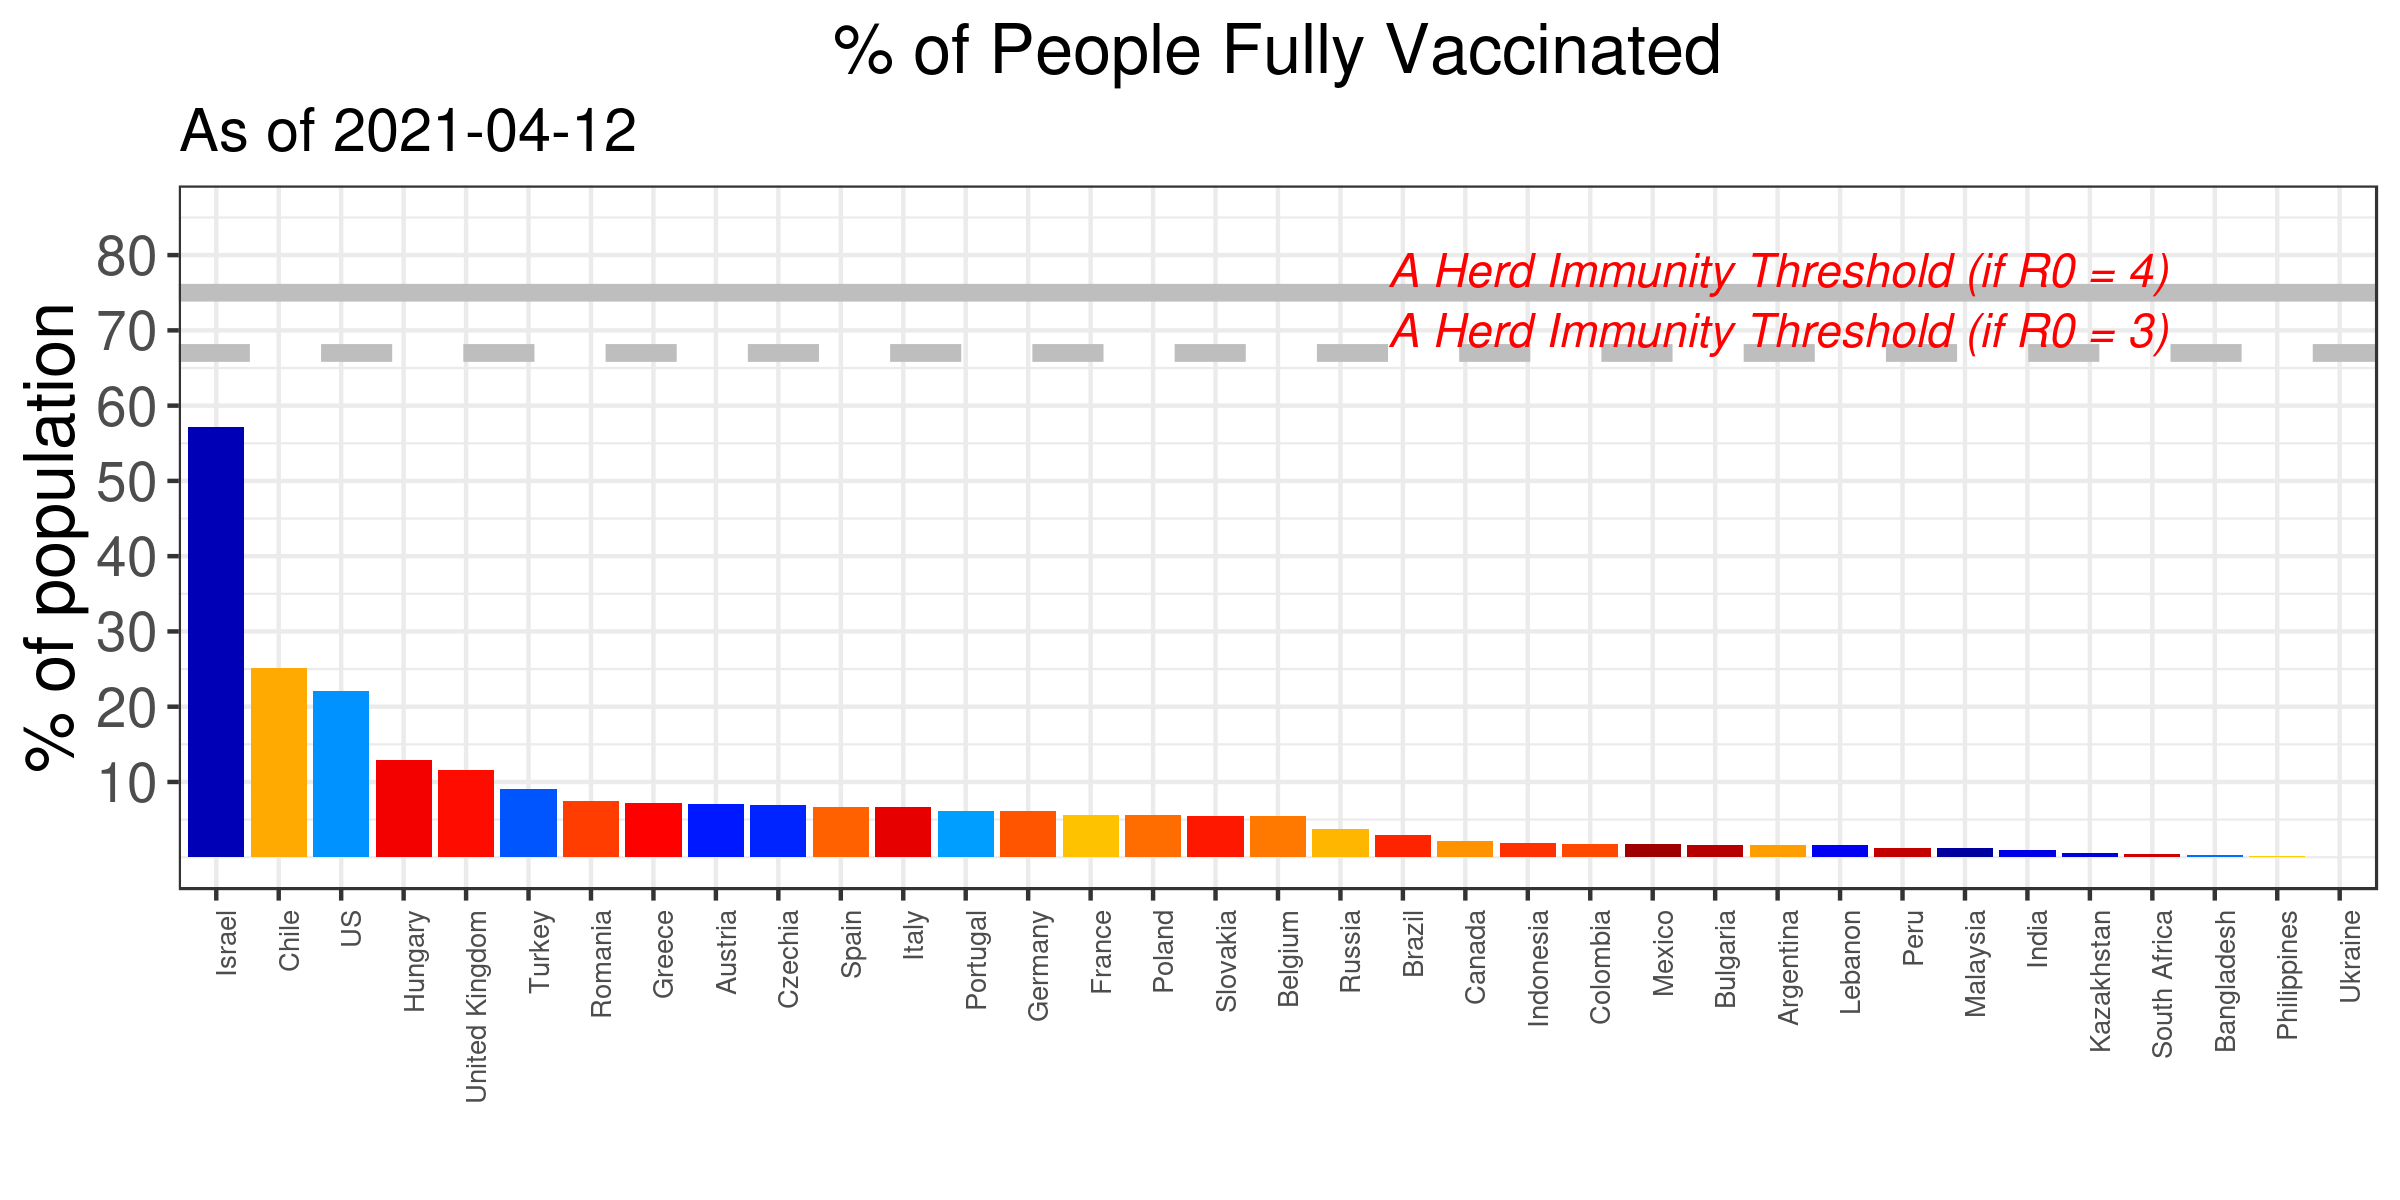 % of People Fully Vaccinated
As of 2021-04-12
% of population
80
70
60
50
40
30
20
10
A Herd Immunity Threshold (if R0 = 4)
A Herd Immunity Threshold (if R0 = 3)
Israel
Chile
US
Hungary
United Kingdom
Turkey
Romania
Greece
Austria
Czechia
Spain
Italy
Portugal
Germany
France
Poland
Slovakia
Belgium
Russia
Brazil
Canada
Indonesia
Colombia
Mexico
Bulgaria
Argentina
Lebanon
Peru
Malaysia
India
Kazakhstan
South Africa
Bangladesh
Philippines
Ukraine